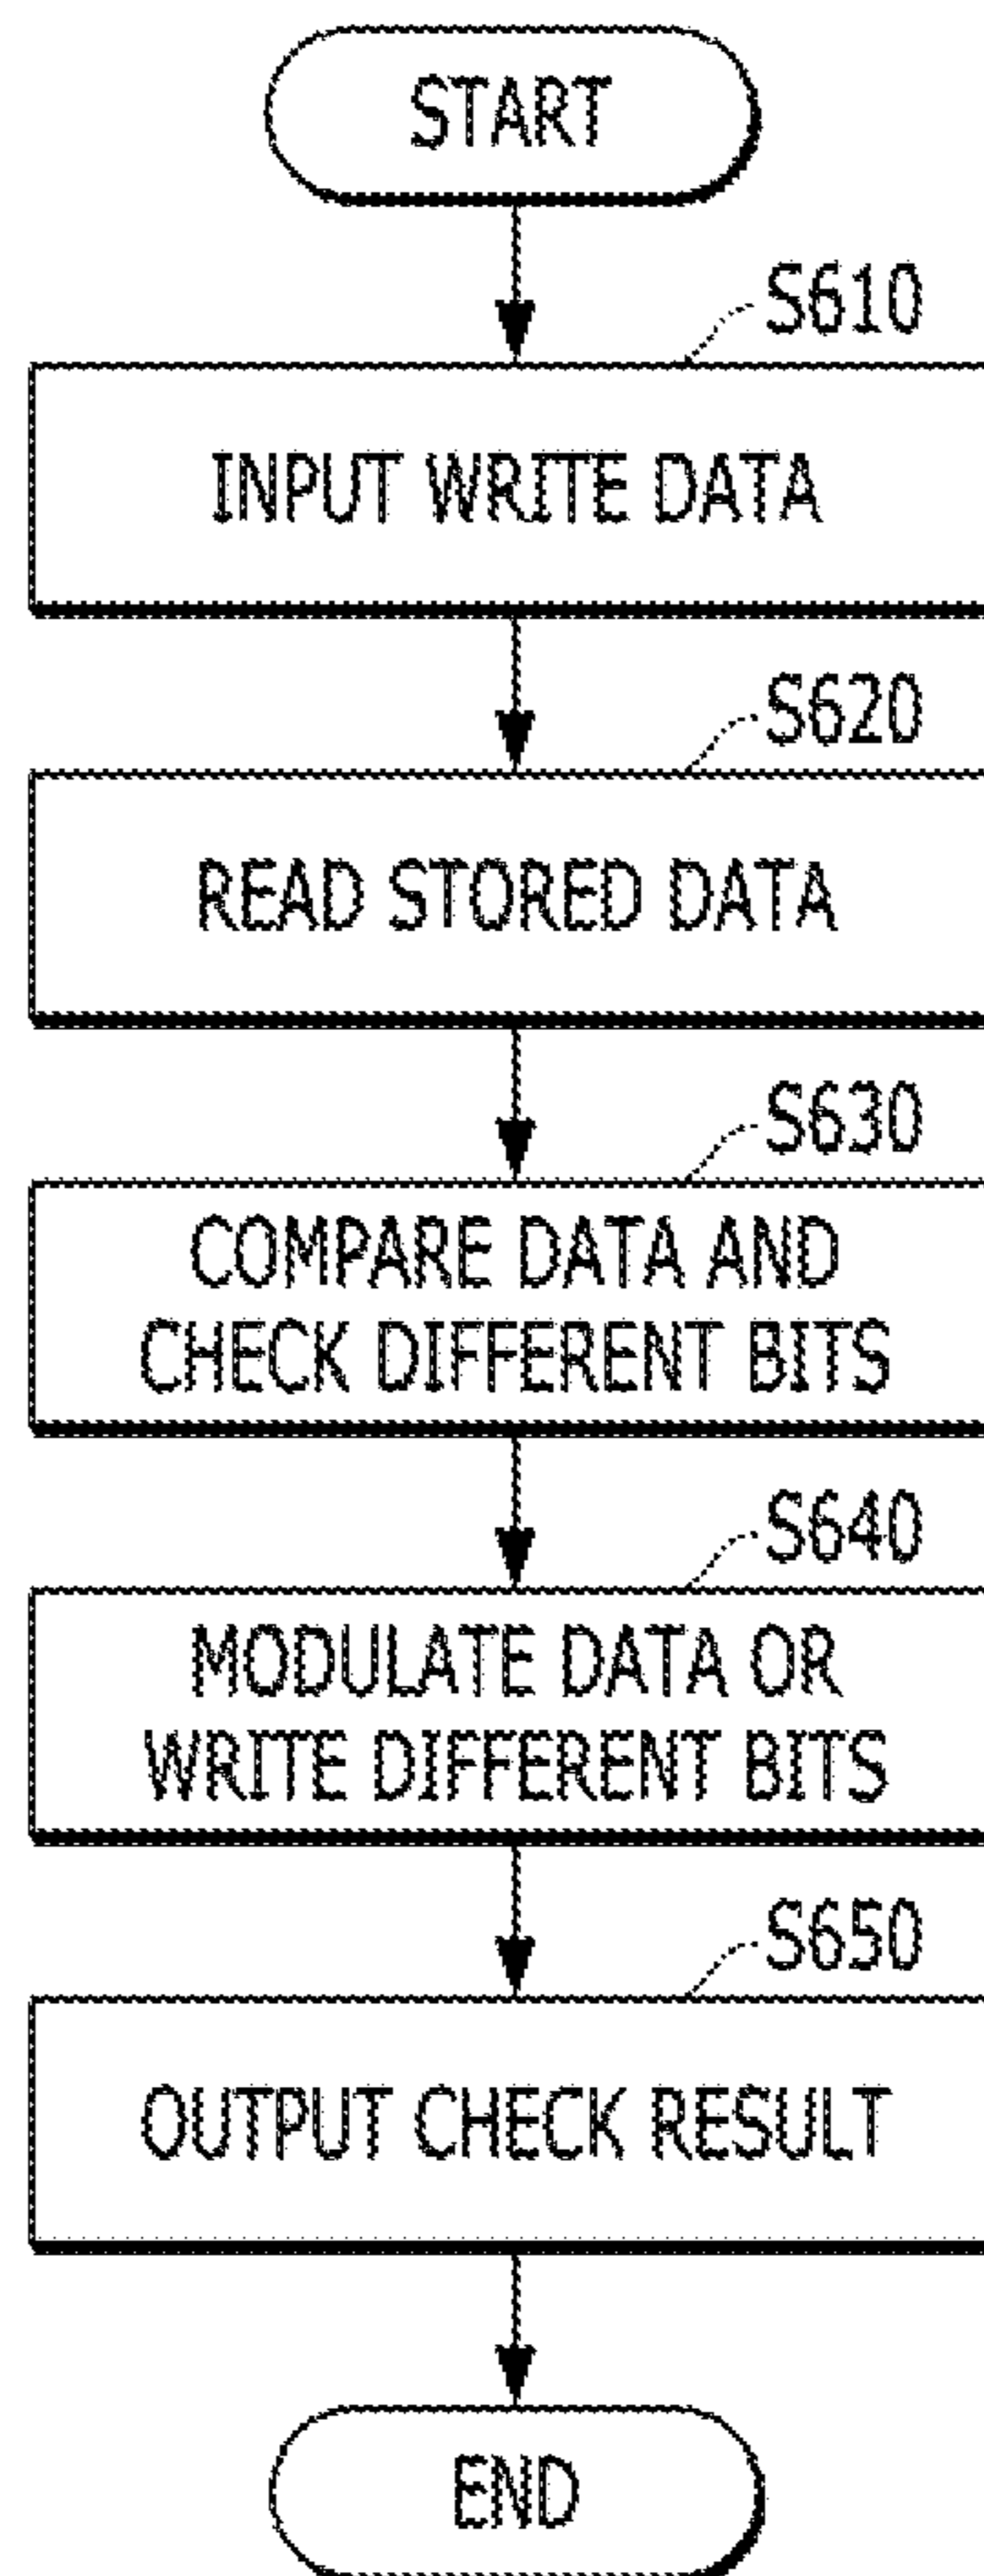 START
S610
INPUT WRITE DATA
S620
READ STORED DATA
S630
COMPARE DATA AND
CHECK DIFFERENT BITS
S640
MODULATE DATA OR
WRITE DIFFERENT BITS
S650
OUTPUT CHECK RESULT
END